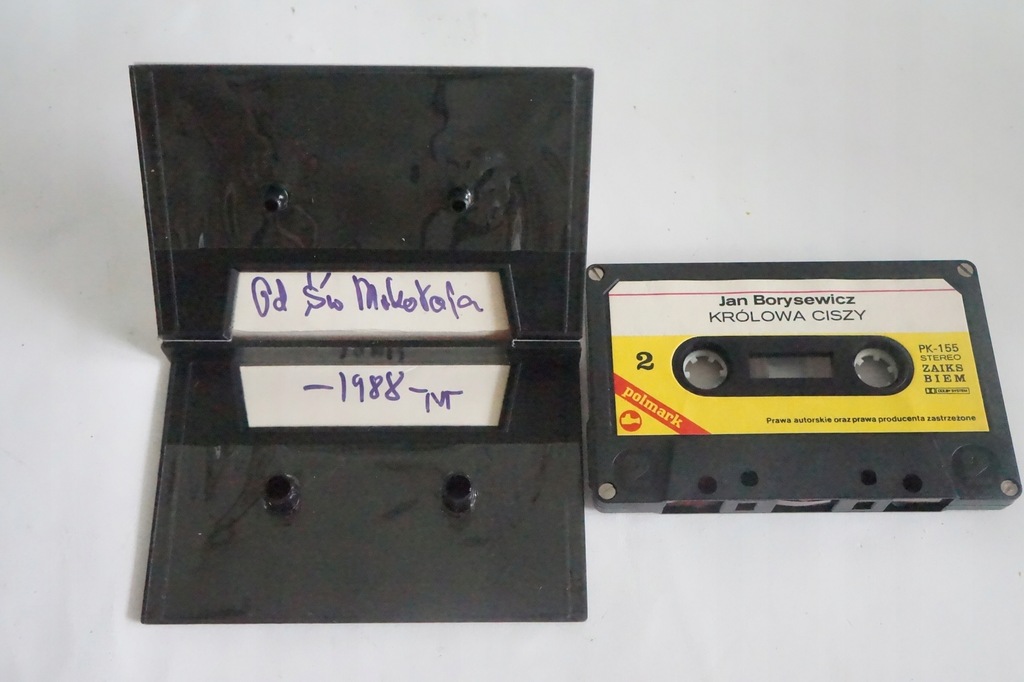 Od Św Mikołaja
- 1988 - TVT
Jan Borysewicz
KRÓLOWA CISZY
2
PK-155
STEREO
ZAIKS
BIEM
polmark
Prawa autorskie oraz prawa producenta zastrzeżone